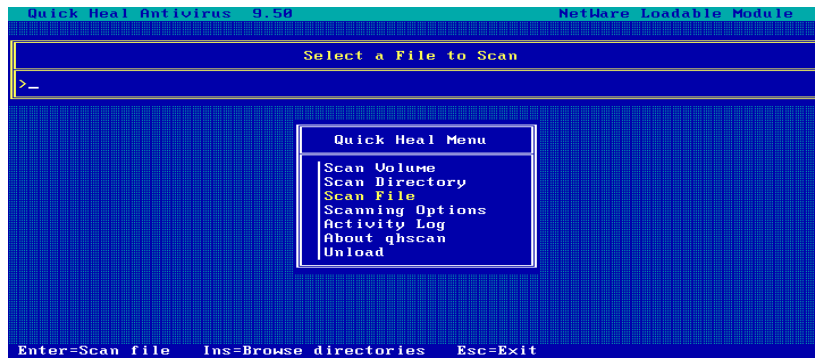 Quick Heal Antivirus 9.50 NetWare Loadable Module
Select a File to Scan
>_
Quick Heal Menu
Scan Volume
Scan Directory
Scan File
Scanning Options
Activity Log
About qhscan
Unload
Enter=Scan file Ins=Browse directories Esc=Exit